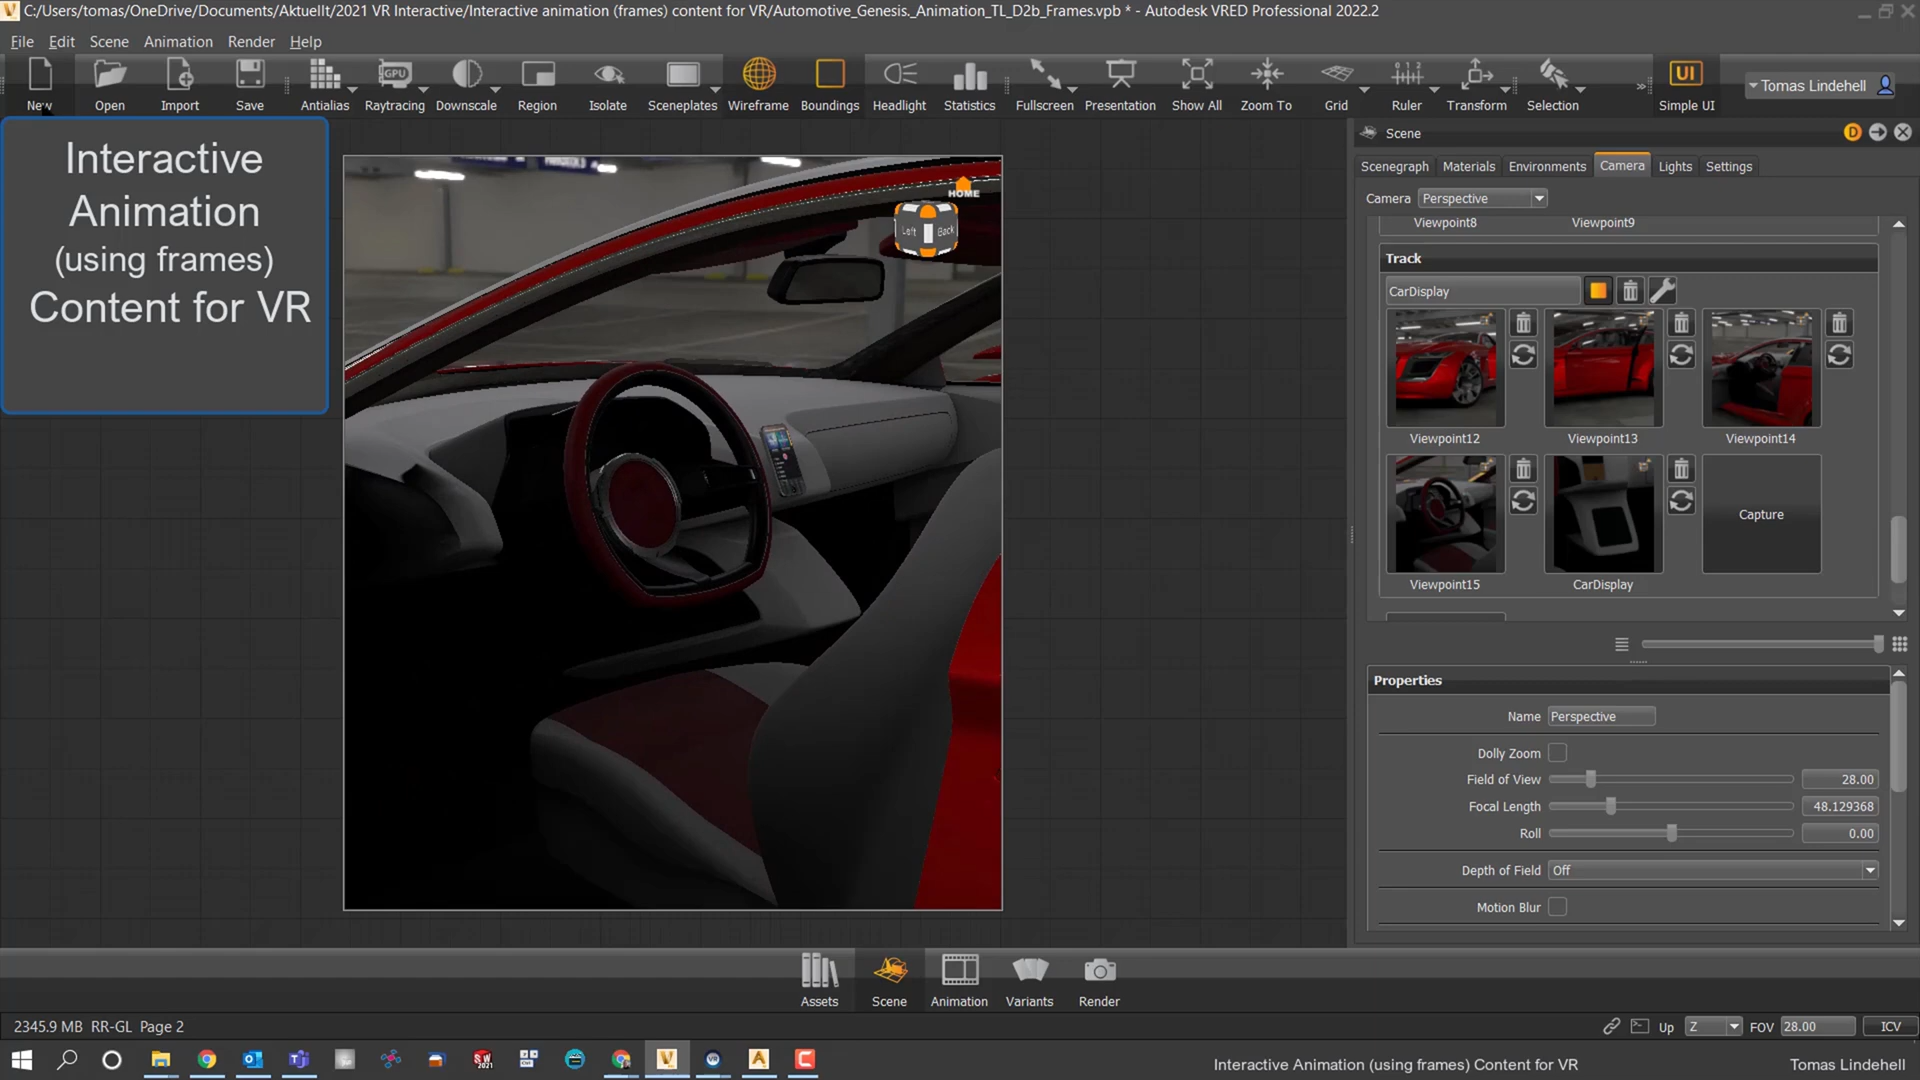 C:/Users/tomas/OneDrive/Documents/Aktuellt/2021 VR Interactive/Interactive animation (frames) content for VR/Automotive_Genesis._Animation_TL_D2b_Frames.vpb * - Autodesk VRED Professional 2022.2
File Edit Scene Animation Render Help
GPU
UI
New Open Import Save Antialias Raytracing Downscale Region Isolate Sceneplates Wireframe Boundings Headlight Statistics Fullscreen Presentation Show All Zoom To Grid Ruler Transform Selection Simple UI
Tomas Lindehell
Interactive
Animation
(using frames)
Content for VR
HOME
Left Back
Scene
Scenegraph Materials Environments Camera Lights Settings
Camera Perspective
Viewpoint8 Viewpoint9
Track
CarDisplay
Viewpoint12 Viewpoint13 Viewpoint14
Capture
Viewpoint15 CarDisplay
Properties
Name Perspective
Dolly Zoom
Field of View 28.00
Focal Length 48.129368
Roll 0.00
Depth of Field Off
Motion Blur
Assets Scene Animation Variants Render
2345.9 MB RR-GL Page 2
Up Z FOV 28.00 ICV
Interactive Animation (using frames) Content for VR
Tomas Lindehell